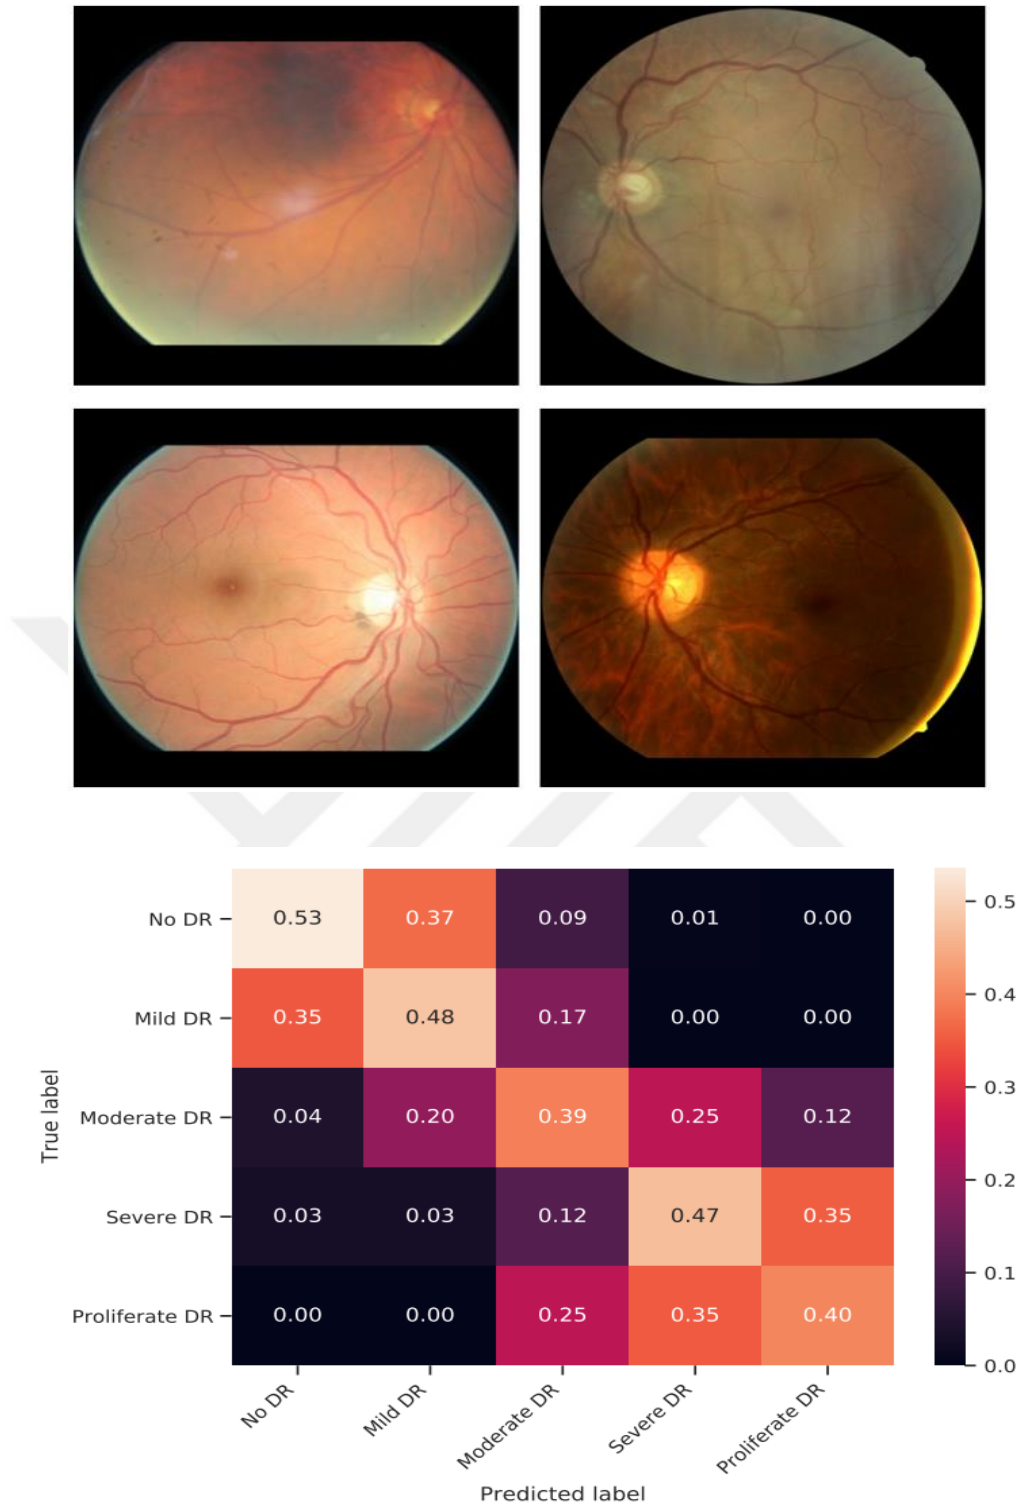 No DR 0.53 0.37 0.09 0.01 0.00
Mild DR 0.35 0.48 0.17 0.00 0.00
Moderate DR 0.04 0.20 0.39 0.25 0.12
Severe DR 0.03 0.03 0.12 0.47 0.35
Proliferate DR 0.00 0.00 0.25 0.35 0.40
True label
No DR Mild DR Moderate DR Severe DR Proliferate DR
Predicted label
0.5
0.4
0.3
0.2
0.1
0.0